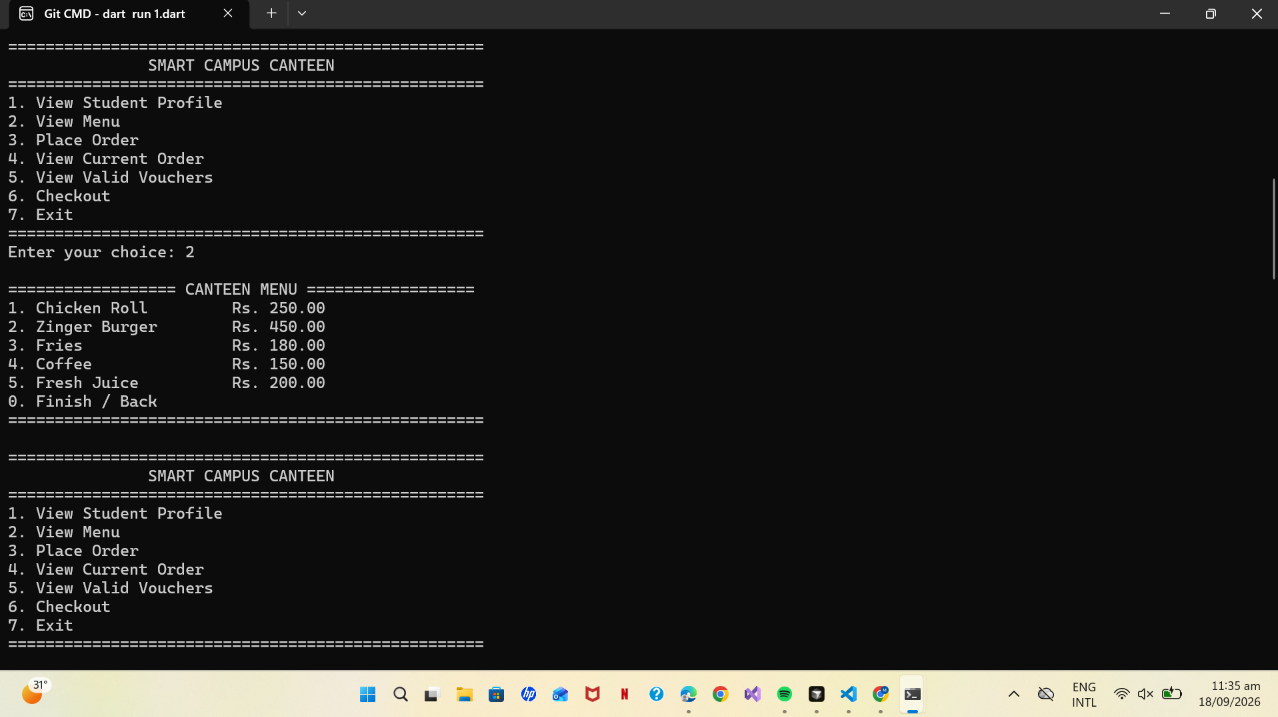 Git CMD - dart run 1.dart
==================================================
SMART CAMPUS CANTEEN
==================================================
1. View Student Profile
2. View Menu
3. Place Order
4. View Current Order
5. View Valid Vouchers
6. Checkout
7. Exit
==================================================
Enter your choice: 2
================== CANTEEN MENU ==================
1. Chicken Roll Rs. 250.00
2. Zinger Burger Rs. 450.00
3. Fries Rs. 180.00
4. Coffee Rs. 150.00
5. Fresh Juice Rs. 200.00
0. Finish / Back
==================================================
==================================================
SMART CAMPUS CANTEEN
==================================================
1. View Student Profile
2. View Menu
3. Place Order
4. View Current Order
5. View Valid Vouchers
6. Checkout
7. Exit
==================================================
31°
ENG
INTL
11:35 am
18/09/2026